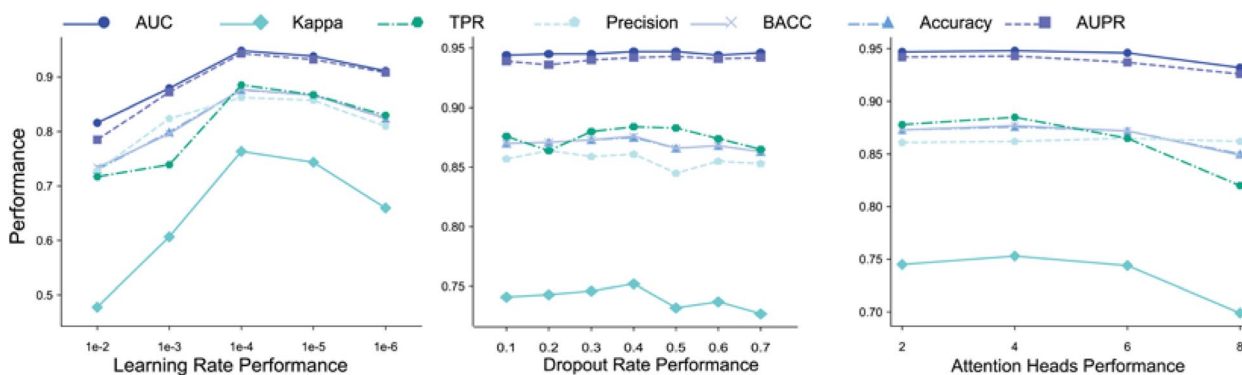 AUC Kappa TPR Precision BACC Accuracy AUPR
Performance
0.9
0.8
0.7
0.6
0.5
1e-2 1e-3 1e-4 1e-5 1e-6
Learning Rate Performance
0.95
0.90
0.85
0.80
0.75
0.1 0.2 0.3 0.4 0.5 0.6 0.7
Dropout Rate Performance
0.95
0.90
0.85
0.80
0.75
0.70
2 4 6 8
Attention Heads Performance